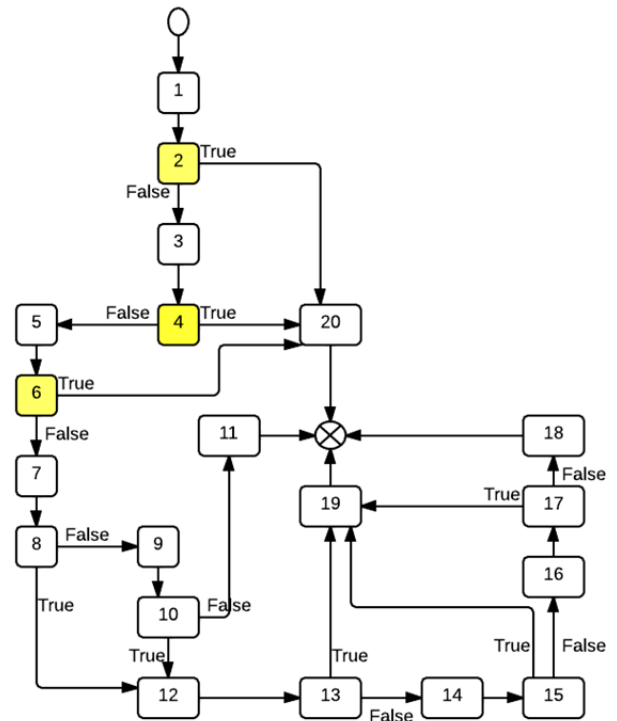 1
2 True
False
3
5 False 4 True 20
6 True
False 11 18
7 False
19 True 17
8 False 9
16
True 10 False
True True True False
12 13 14 15
False